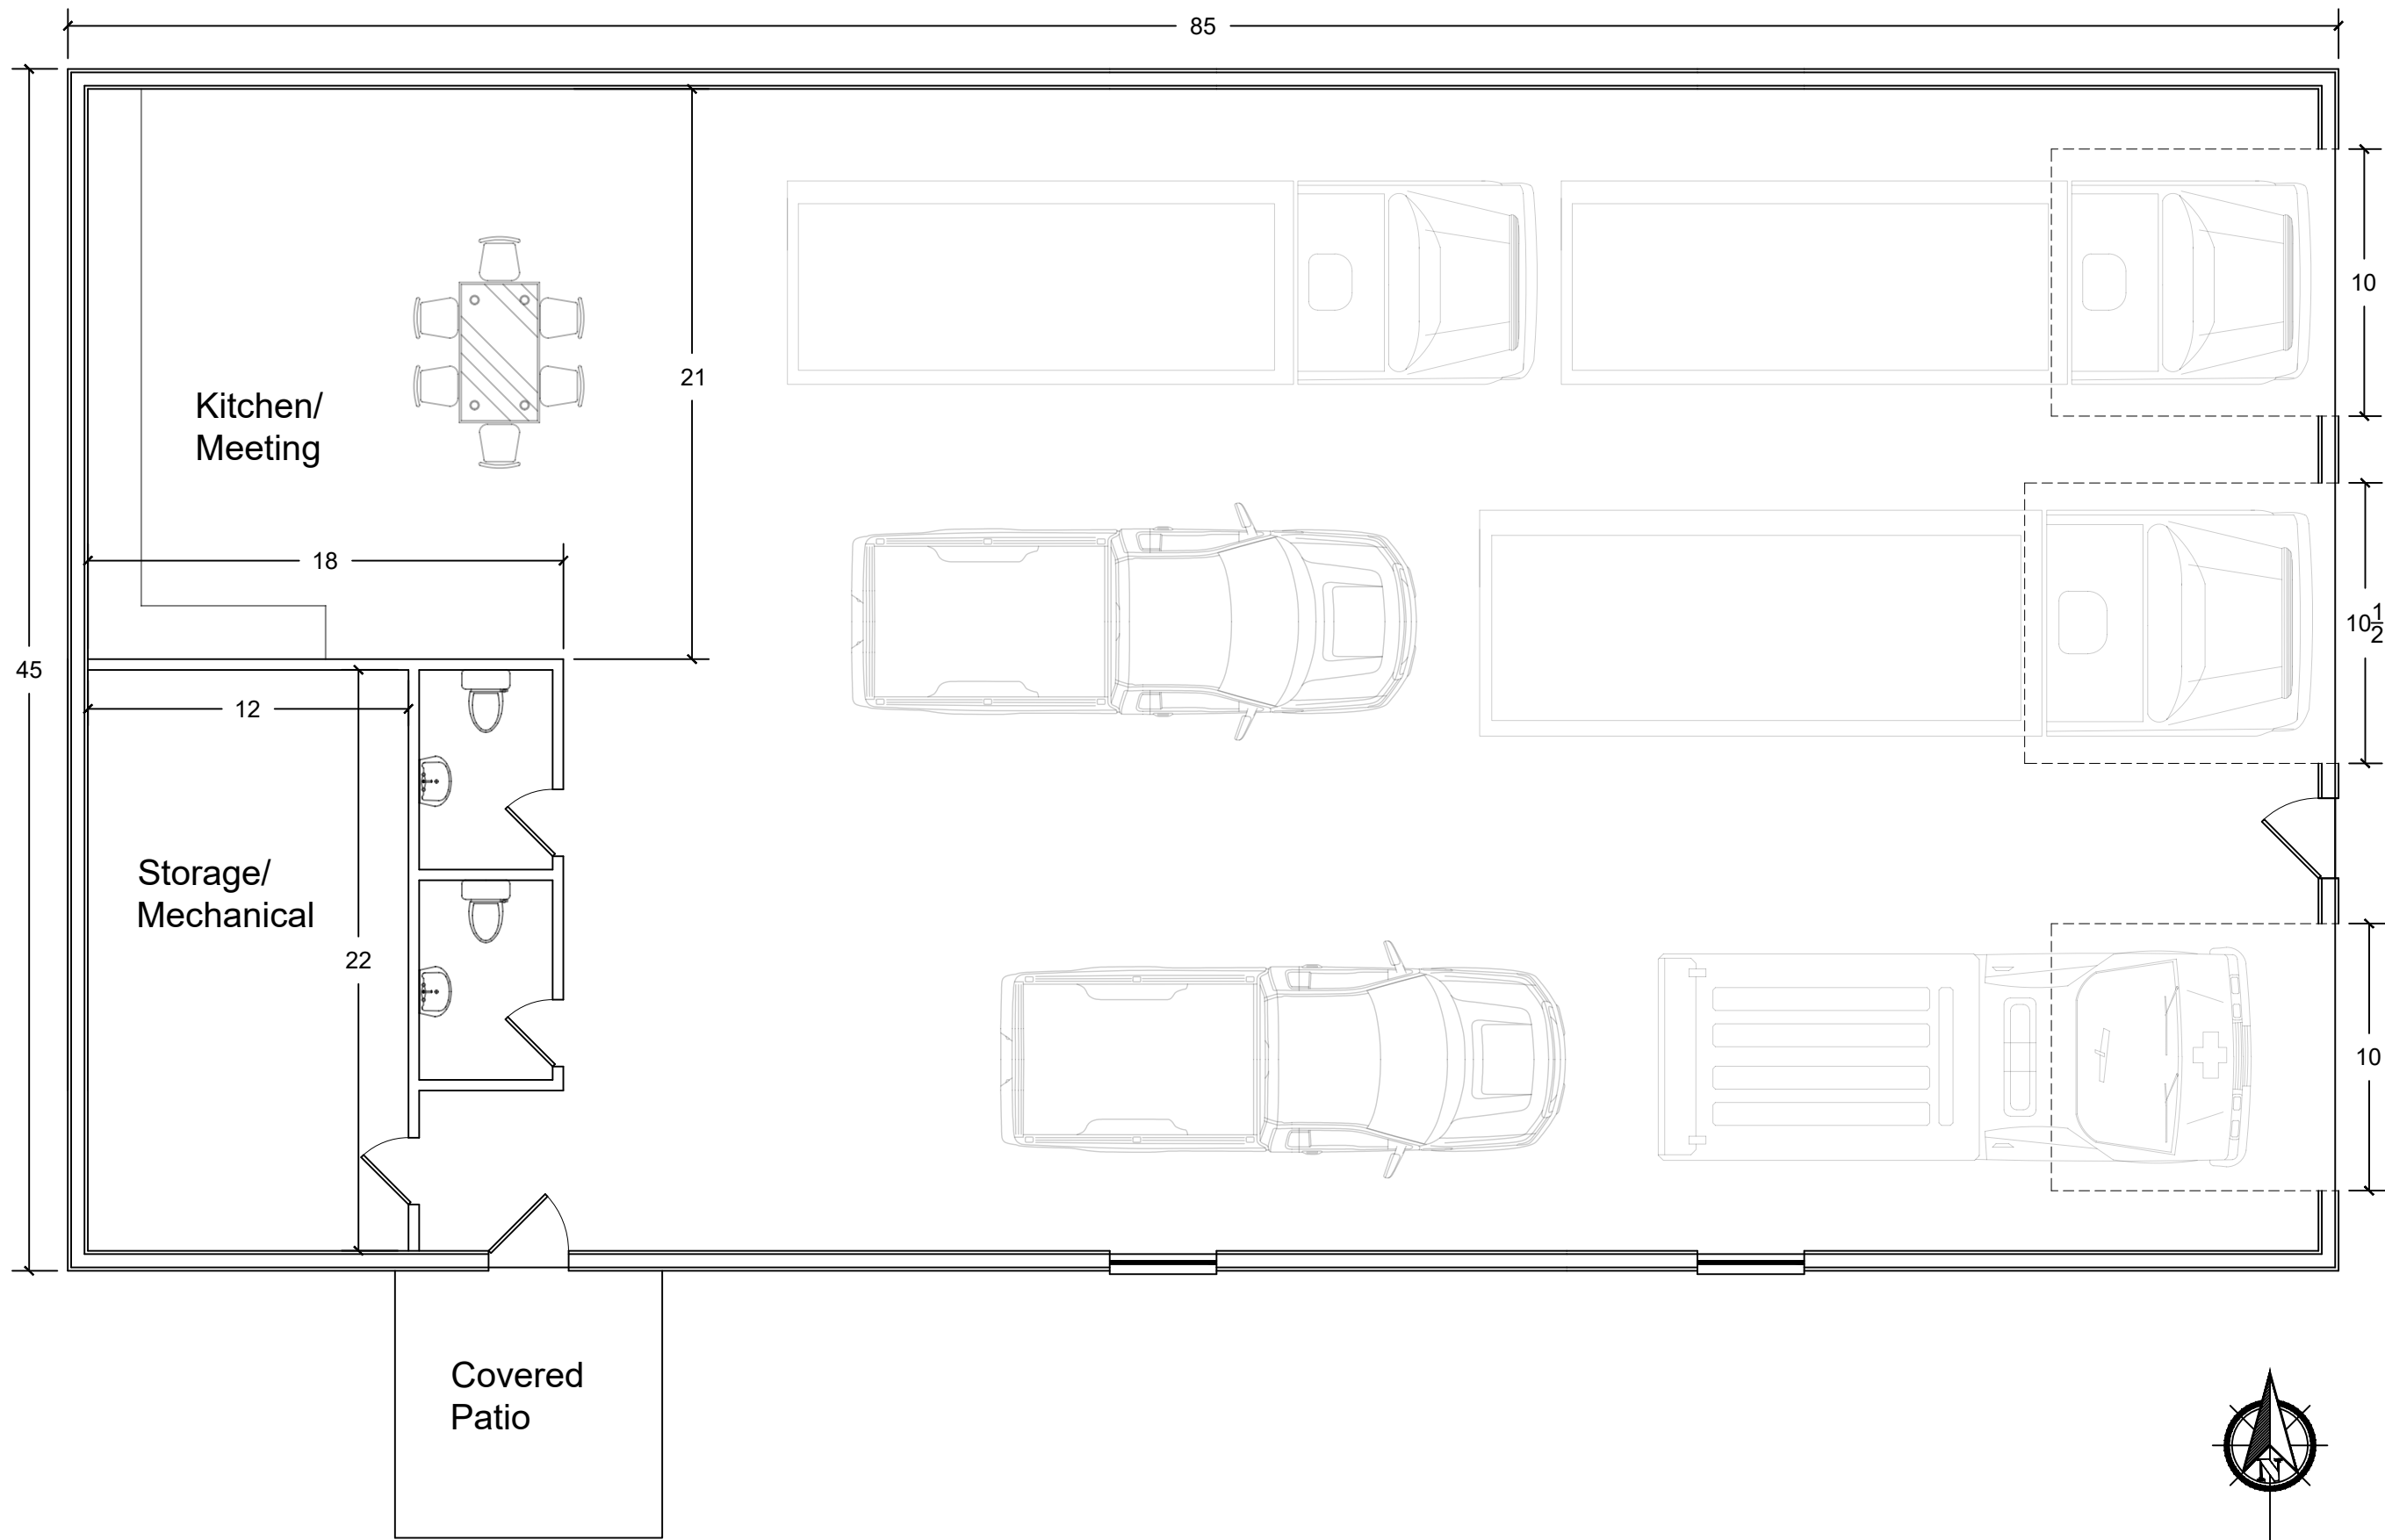 85
10
21
Kitchen/
Meeting
18
10 1/2
45
12
Storage/
Mechanical
22
10
Covered
Patio
N